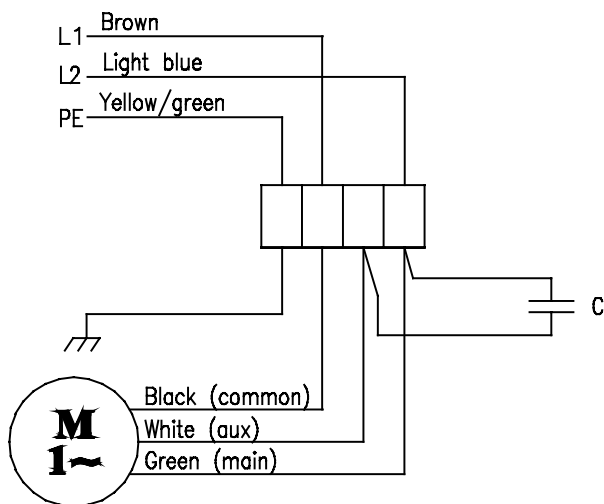 L1 Brown
L2 Light blue
PE Yellow/green
C
Black (common)
White (aux)
Green (main)
M
1~